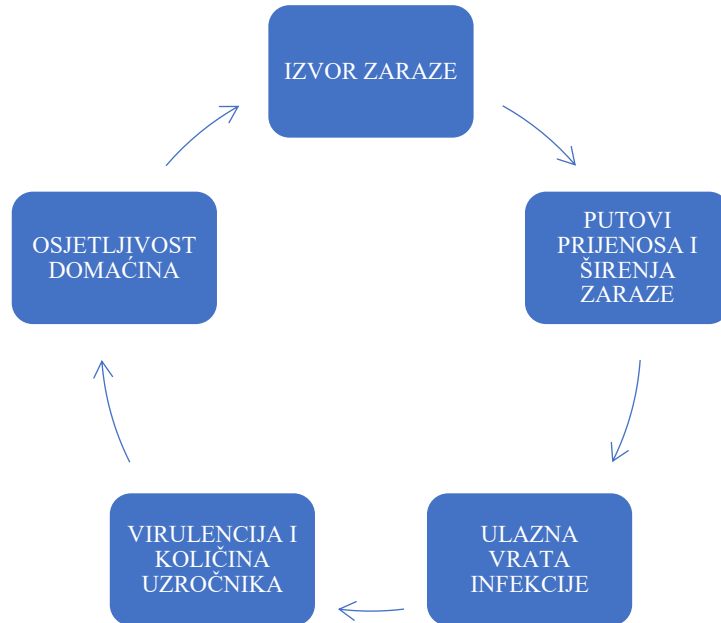 IZVOR ZARAZE
PUTOVI
PRIJENOSA I
ŠIRENJA
ZARAZE
ULAZNA
VRATA
INFEKCIJE
VIRULENCIJA I
KOLIČINA
UZROČNIKA
OSJETLJIVOST
DOMAĆINA